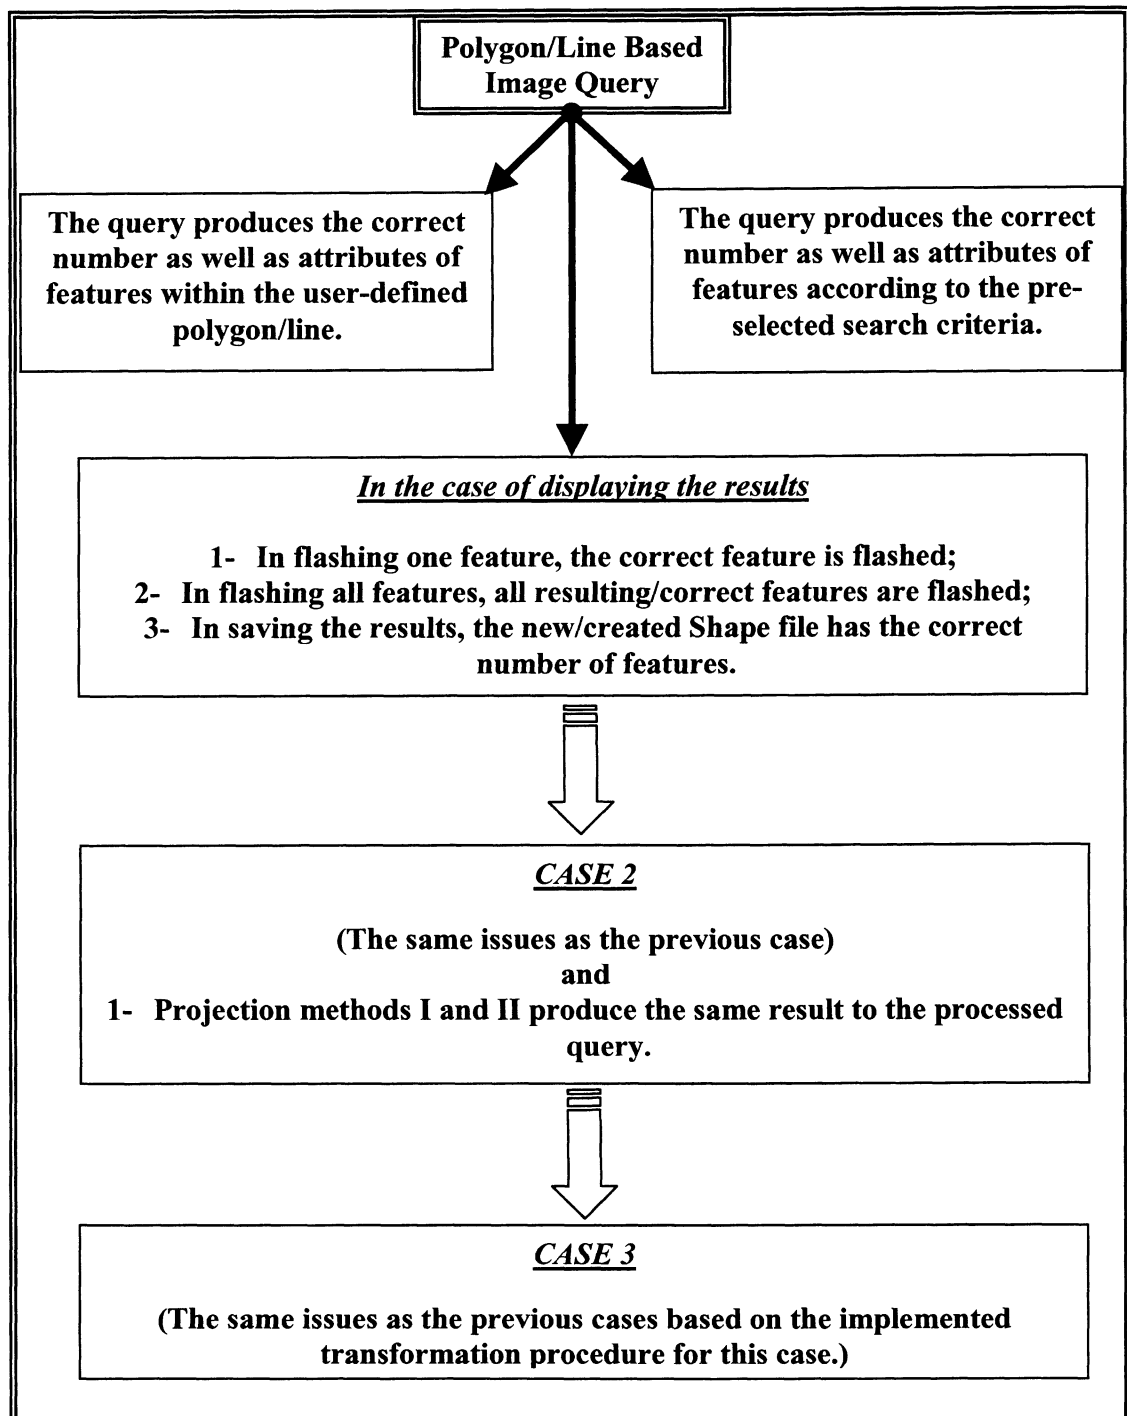 Polygon/Line Based
Image Query
The query produces the correct
number as well as attributes of
features within the user-defined
polygon/line.
The query produces the correct
number as well as attributes of
features according to the pre-
selected search criteria.
In the case of displaying the results
1- In flashing one feature, the correct feature is flashed;
2- In flashing all features, all resulting/correct features are flashed;
3- In saving the results, the new/created Shape file has the correct
number of features.
CASE 2
(The same issues as the previous case)
and
1- Projection methods I and II produce the same result to the processed
query.
CASE 3
(The same issues as the previous cases based on the implemented
transformation procedure for this case.)